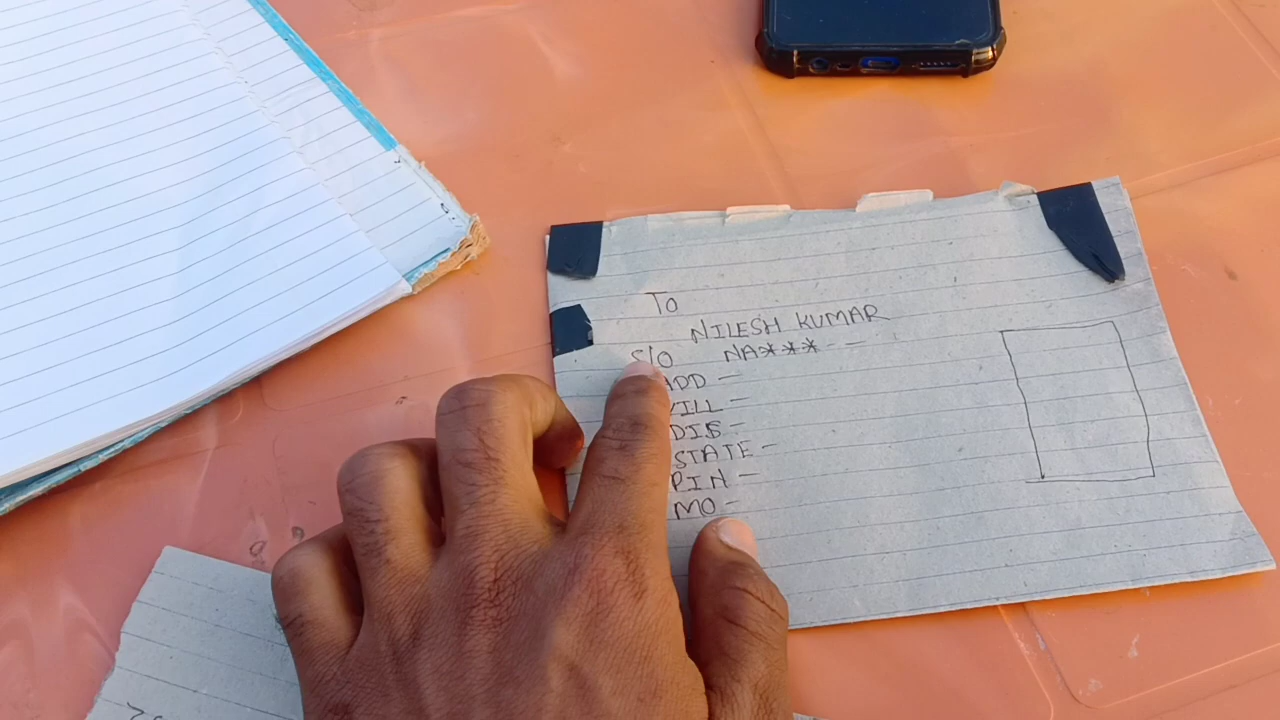 To
NILESH KUMAR
S/O NA*** - -
ADD -
VILL -
DIS -
STATE -
PIN -
MO -